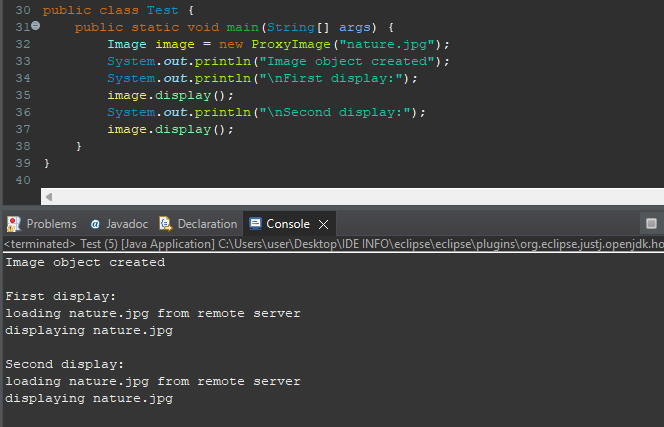 30 public class Test {
31 public static void main(String[] args) {
32 Image image = new ProxyImage("nature.jpg");
33 System.out.println("Image object created");
34 System.out.println("\nFirst display:");
35 image.display();
36 System.out.println("\nSecond display:");
37 image.display();
38 }
39 }
40
Problems @ Javadoc Declaration Console
<terminated> Test (5) [Java Application] C:\Users\user\Desktop\IDE INFO\eclipse\eclipse\plugins\org.eclipse.justj.openjdk.ho
Image object created

First display:
loading nature.jpg from remote server
displaying nature.jpg

Second display:
loading nature.jpg from remote server
displaying nature.jpg